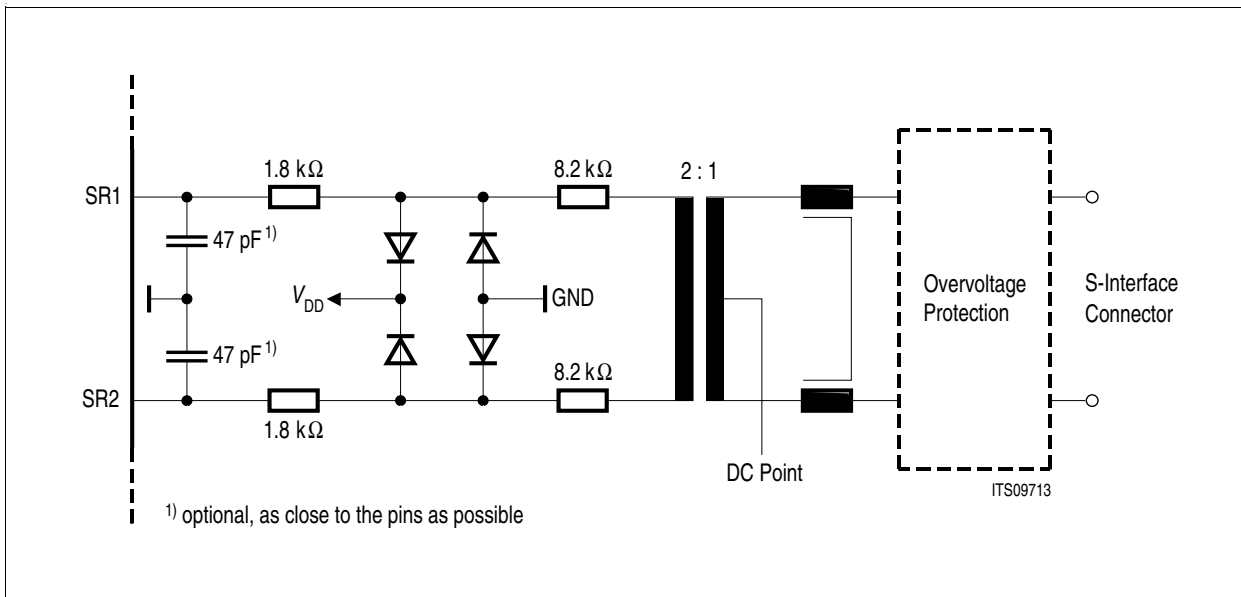 1.8 kΩ
8.2 kΩ
2 : 1
SR1
47 pF 1)
VDD
GND
Overvoltage
Protection
S-Interface
Connector
47 pF 1)
8.2 kΩ
SR2
1.8 kΩ
DC Point
ITS09713
1) optional, as close to the pins as possible